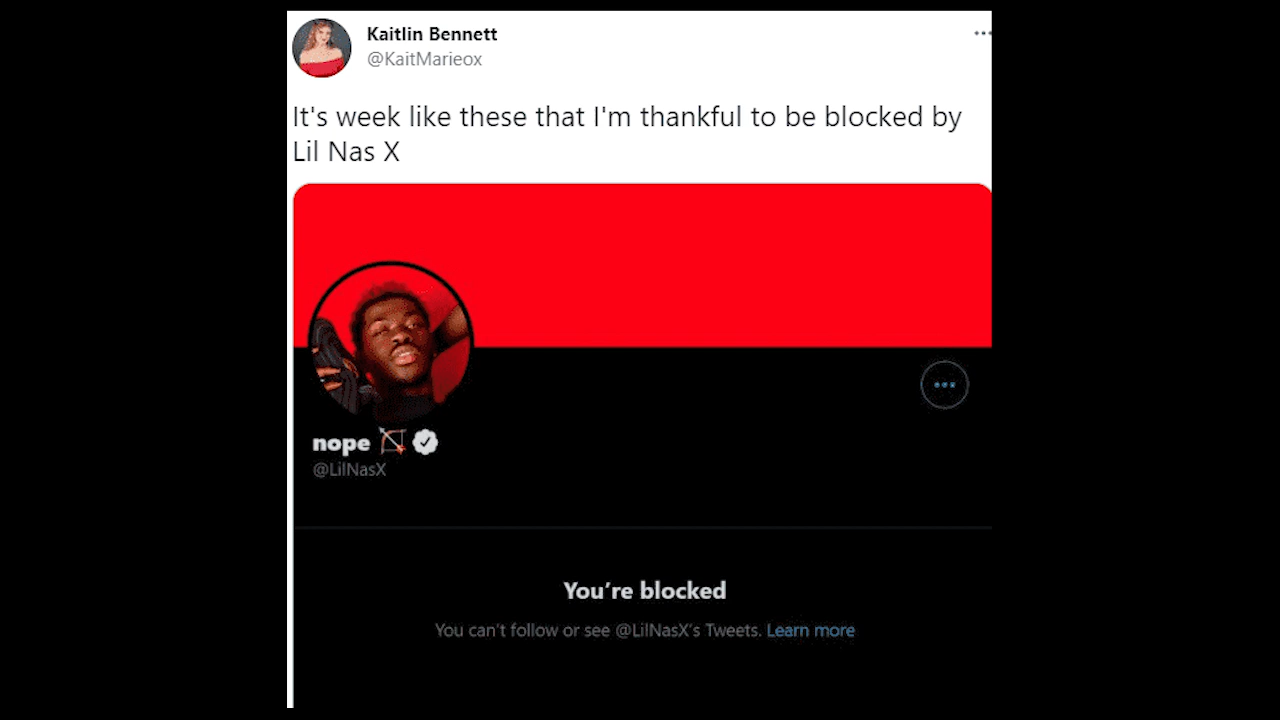 Kaitlin Bennett
@KaitMarieox
It's week like these that I'm thankful to be blocked by
Lil Nas X
nope
@LilNasX
You're blocked
You can't follow or see @LilNasX's Tweets. Learn more